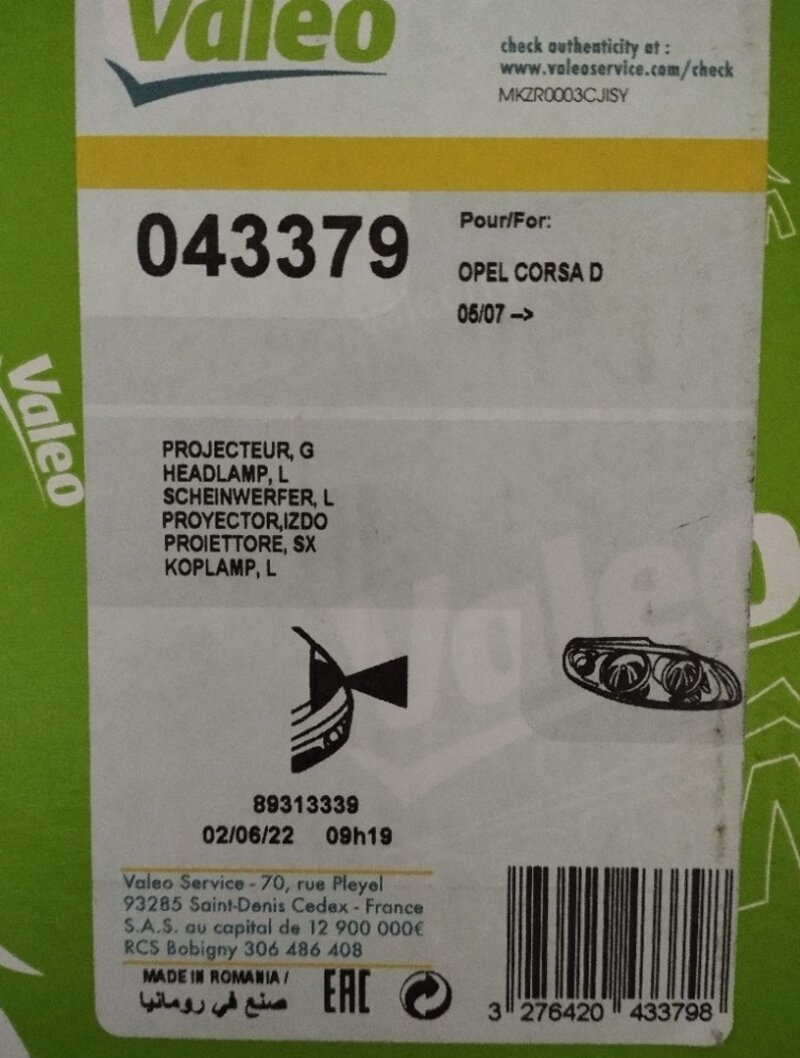 Valeo
check authenticity at :
www.valeoservice.com/check
MKZR0003CJISY
043379
Pour/For:
OPEL CORSA D
05/07 -->
Valeo
PROJECTEUR, G
HEADLAMP, L
SCHEINWERFER, L
PROYECTOR,IZDO
PROIETTORE, SX
KOPLAMP, L
Valeo
89313339
02/06/22 09h19
Valeo Service - 70, rue Pleyel
93285 Saint-Denis Cedex - France
S.A.S. au capital de 12 900 000€
RCS Bobigny 306 486 408
MADE IN ROMANIA /
صنع في رومانيا
EAC
3 276420 433798